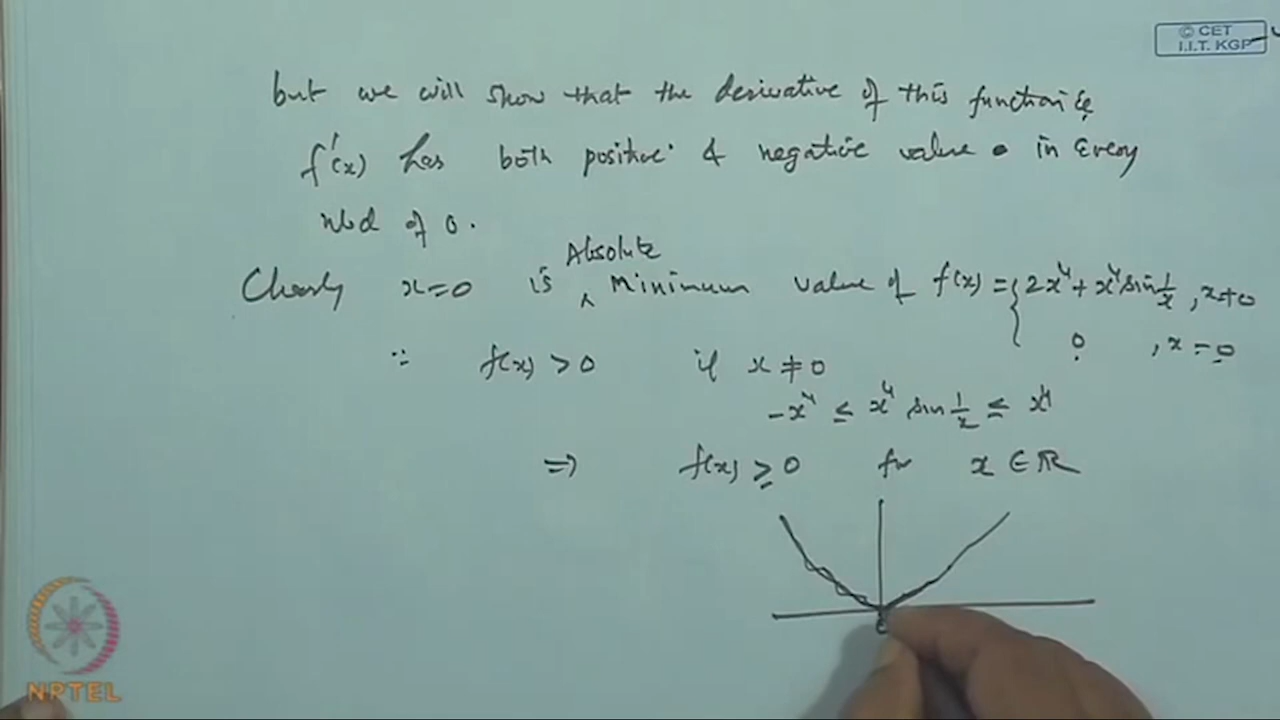 © CET
I.I.T. KGP
but we will show that the derivative of this function ie
f'(x) has both positive & negative value in Every
nbd of 0.
Absolute
Clearly x=0 is ^ Minimum value of f(x) = { 2x⁴ + x⁴ sin 1/x , x≠0
0 , x = 0
∵ f(x) > 0 if x ≠ 0
-x⁴ ≤ x⁴ sin 1/x ≤ x⁴
⇒ f(x) ≥ 0 for x ∈ R
0
NPTEL